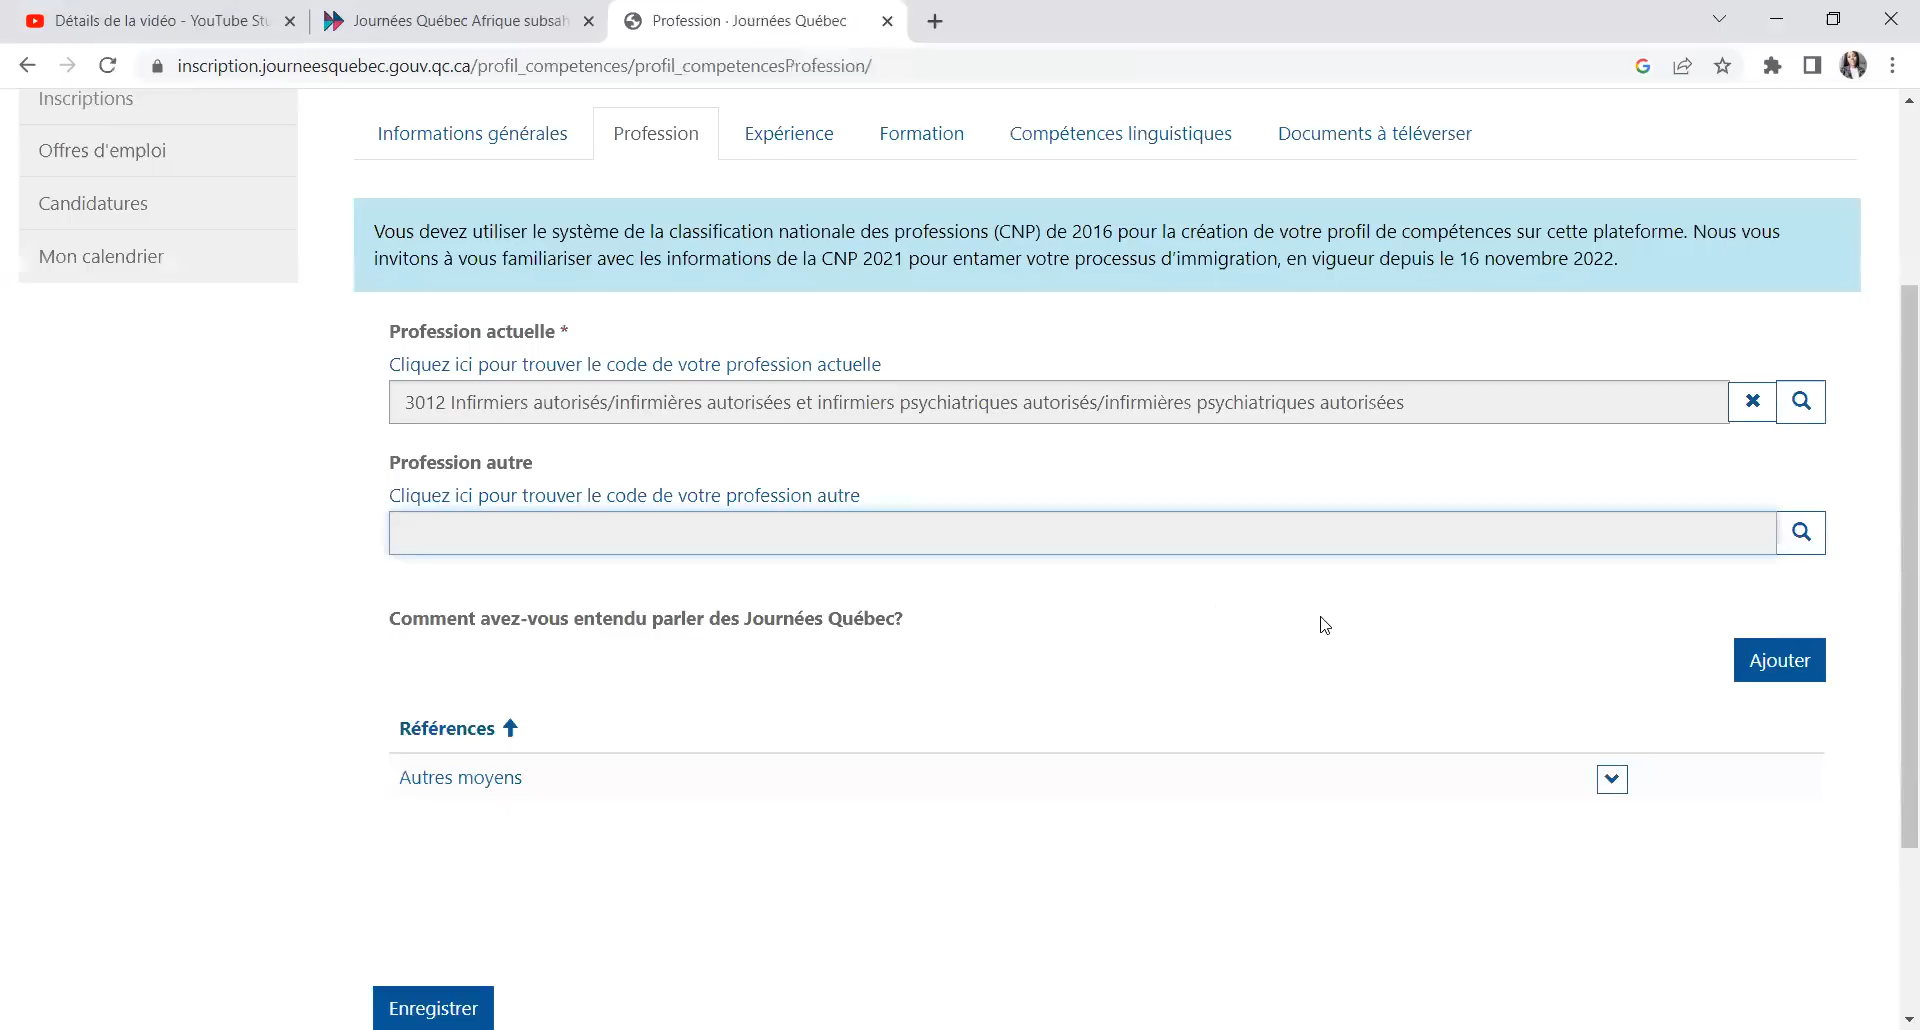 Détails de la vidéo - YouTube Stu
Journées Québec Afrique subsah
Profession · Journées Québec
inscription.journeesquebec.gouv.qc.ca/profil_competences/profil_competencesProfession/
Inscriptions
Offres d'emploi
Candidatures
Mon calendrier
Informations générales
Profession
Expérience
Formation
Compétences linguistiques
Documents à téléverser
Vous devez utiliser le système de la classification nationale des professions (CNP) de 2016 pour la création de votre profil de compétences sur cette plateforme. Nous vous
invitons à vous familiariser avec les informations de la CNP 2021 pour entamer votre processus d'immigration, en vigueur depuis le 16 novembre 2022.
Profession actuelle *
Cliquez ici pour trouver le code de votre profession actuelle
3012 Infirmiers autorisés/infirmières autorisées et infirmiers psychiatriques autorisés/infirmières psychiatriques autorisées
Profession autre
Cliquez ici pour trouver le code de votre profession autre
Comment avez-vous entendu parler des Journées Québec?
Ajouter
Références
Autres moyens
Enregistrer